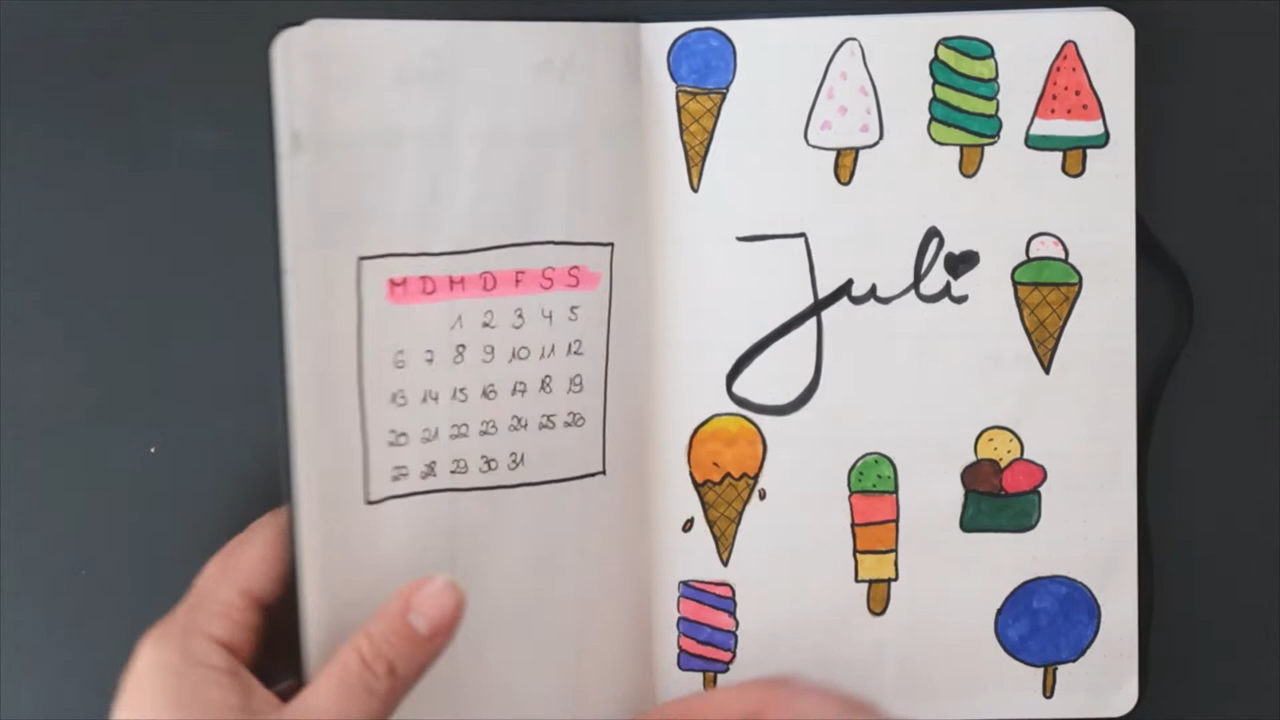 M D M D F S S
1 2 3 4 5
6 7 8 9 10 11 12
13 14 15 16 17 18 19
20 21 22 23 24 25 26
27 28 29 30 31
Juli